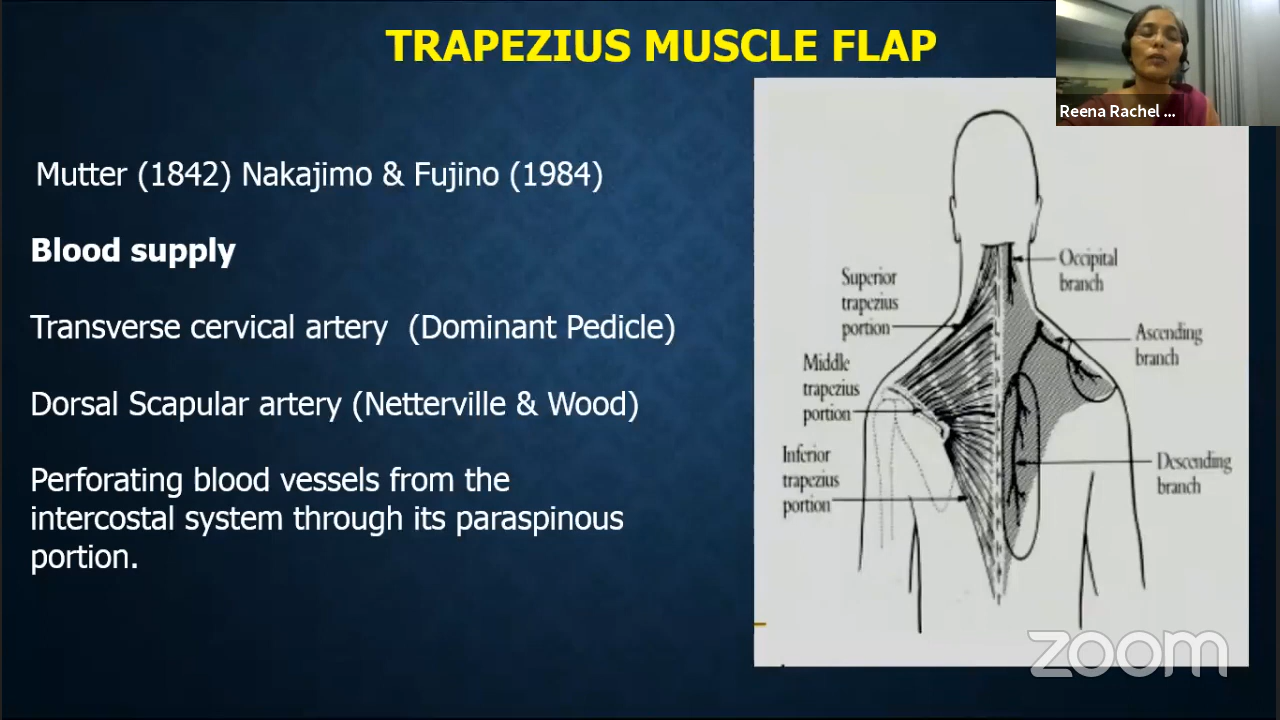 TRAPEZIUS MUSCLE FLAP
Reena Rachel ...
Mutter (1842) Nakajimo & Fujino (1984)
Blood supply
Transverse cervical artery (Dominant Pedicle)
Dorsal Scapular artery (Netterville & Wood)
Perforating blood vessels from the
intercostal system through its paraspinous
portion.
Occipital
branch
Superior
trapezius
portion
Ascending
branch
Middle
trapezius
portion
Inferior
trapezius
portion
Descending
branch
zoom